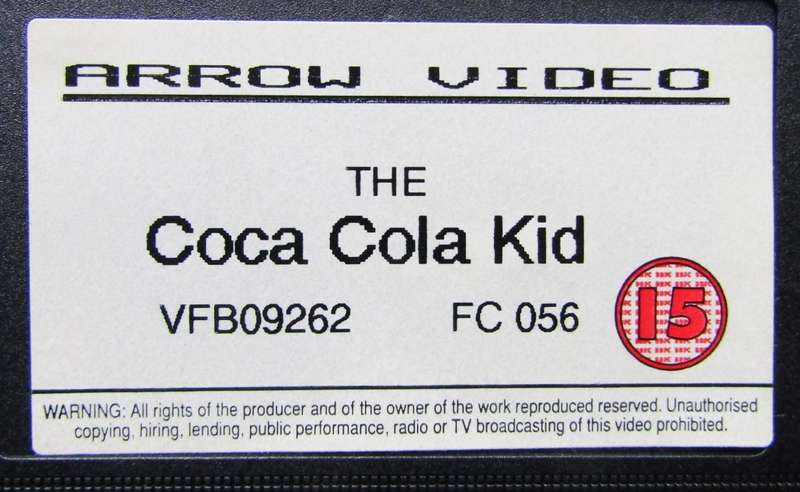 ARROW VIDEO
THE
Coca Cola Kid
VFB09262 FC 056
15
WARNING: All rights of the producer and of the owner of the work reproduced reserved. Unauthorised
copying, hiring, lending, public performance, radio or TV broadcasting of this video prohibited.